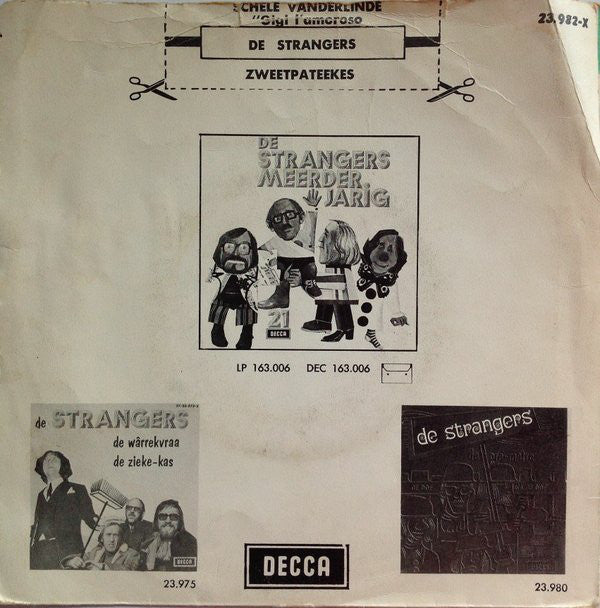 SCHELE VANDERLINDE
"Gigi l'amoroso
23.982-X
DE STRANGERS
ZWEETPATEEKES
DE
STRANGERS
MEERDER
JARIG
21
DECCA
LP 163.006 DEC 163.006
de STRANGERS
de wârrekvraa
de zieke-kas
DECCA
23.975
DECCA
de strangers
23.980